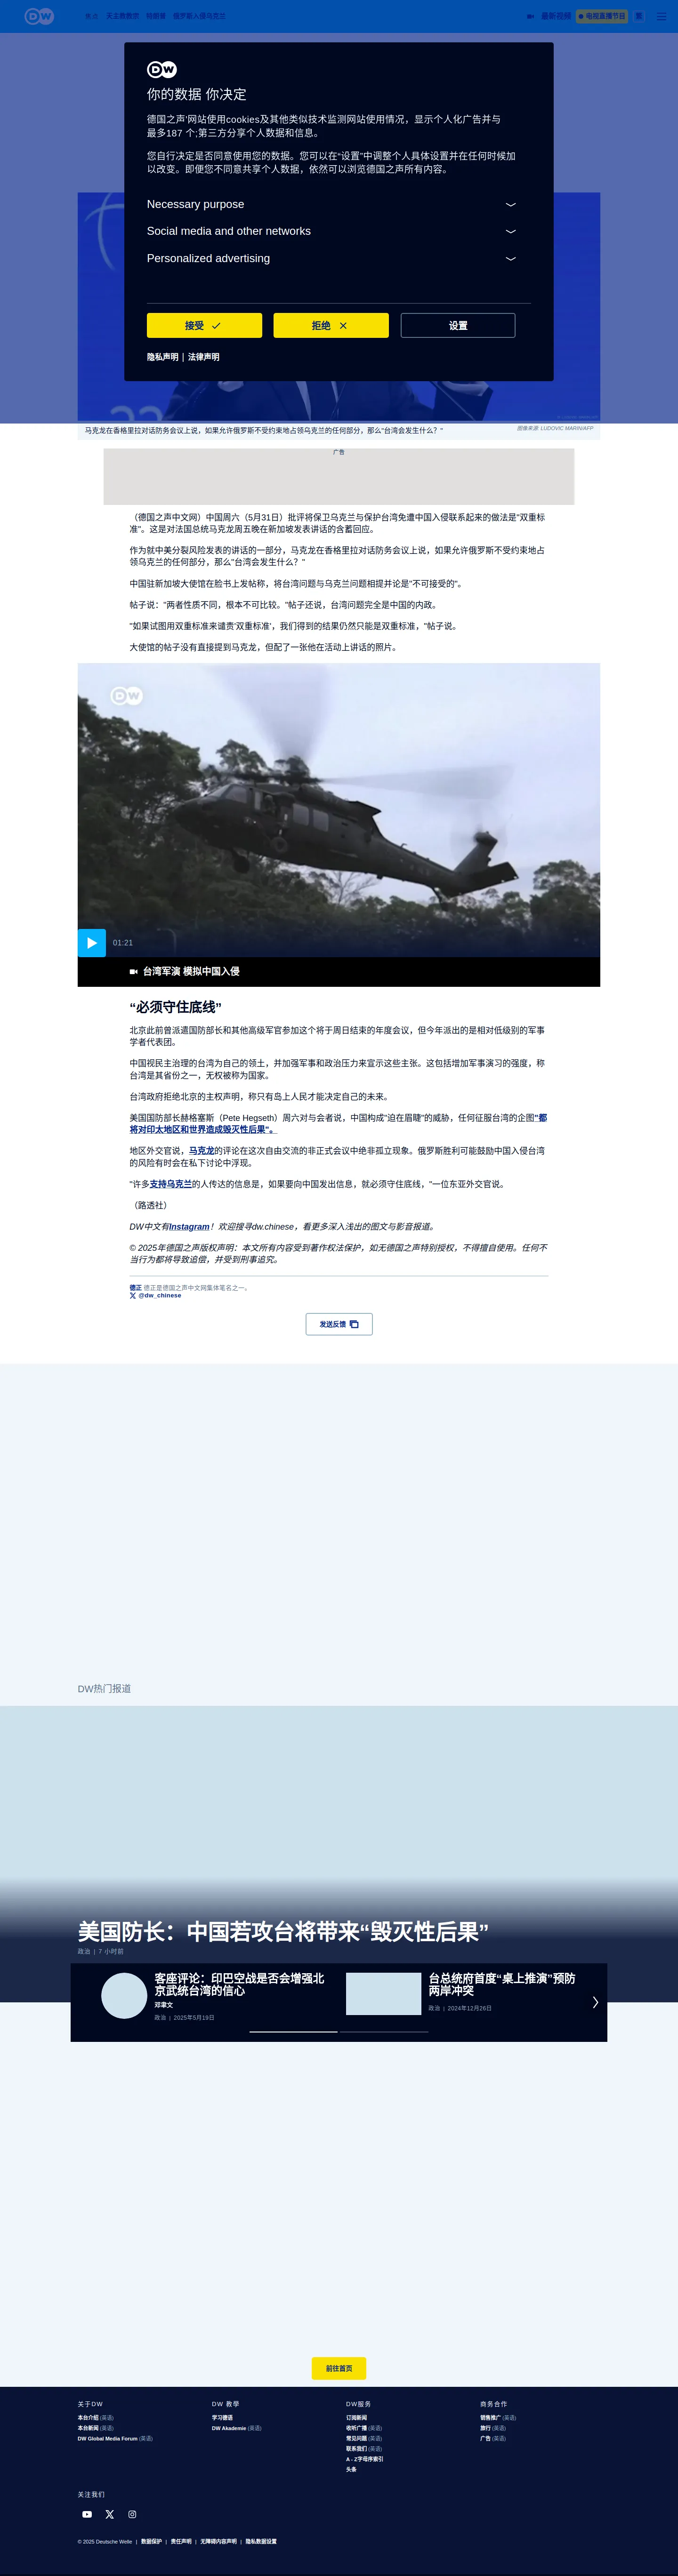 DW
焦点 天主教教宗 特朗普 俄罗斯入侵乌克兰
最新视频 电视直播节目 繁
DW
你的数据 你决定
德国之声'网站使用cookies及其他类似技术监测网站使用情况，显示个人化广告并与
最多187 个;第三方分享个人数据和信息。
您自行决定是否同意使用您的数据。您可以在“设置”中调整个人具体设置并在任何时候加
以改变。即便您不同意共享个人数据，依然可以浏览德国之声所有内容。
Necessary purpose
Social media and other networks
Personalized advertising
接受 拒绝 设置
隐私声明 | 法律声明
马克龙在香格里拉对话防务会议上说，如果允许俄罗斯不受约束地占领乌克兰的任何部分，那么"台湾会发生什么？"
图像来源: LUDOVIC MARIN/AFP
广告
（德国之声中文网）中国周六（5月31日）批评将保卫乌克兰与保护台湾免遭中国入侵联系起来的做法是"双重标
准"。这是对法国总统马克龙周五晚在新加坡发表讲话的含蓄回应。
作为就中美分裂风险发表的讲话的一部分，马克龙在香格里拉对话防务会议上说，如果允许俄罗斯不受约束地占
领乌克兰的任何部分，那么"台湾会发生什么？"
中国驻新加坡大使馆在脸书上发帖称，将台湾问题与乌克兰问题相提并论是"不可接受的"。
帖子说："两者性质不同，根本不可比较。"帖子还说，台湾问题完全是中国的内政。
"如果试图用双重标准来谴责'双重标准'，我们得到的结果仍然只能是双重标准，"帖子说。
大使馆的帖子没有直接提到马克龙，但配了一张他在活动上讲话的照片。
DW
01:21
台湾军演 模拟中国入侵
“必须守住底线”
北京此前曾派遣国防部长和其他高级军官参加这个将于周日结束的年度会议，但今年派出的是相对低级别的军事
学者代表团。
中国视民主治理的台湾为自己的领土，并加强军事和政治压力来宣示这些主张。这包括增加军事演习的强度，称
台湾是其省份之一，无权被称为国家。
台湾政府拒绝北京的主权声明，称只有岛上人民才能决定自己的未来。
美国国防部长赫格塞斯（Pete Hegseth）周六对与会者说，中国构成"迫在眉睫"的威胁，任何征服台湾的企图"都
将对印太地区和世界造成毁灭性后果"。
地区外交官说，马克龙的评论在这次自由交流的非正式会议中绝非孤立现象。俄罗斯胜利可能鼓励中国入侵台湾
的风险有时会在私下讨论中浮现。
"许多支持乌克兰的人传达的信息是，如果要向中国发出信息，就必须守住底线，"一位东亚外交官说。
（路透社）
DW中文有Instagram！欢迎搜寻dw.chinese，看更多深入浅出的图文与影音报道。
© 2025年德国之声版权声明：本文所有内容受到著作权法保护，如无德国之声特别授权，不得擅自使用。任何不
当行为都将导致追偿，并受到刑事追究。
德正 德正是德国之声中文网集体笔名之一。
@dw_chinese
发送反馈
DW热门报道
美国防长：中国若攻台将带来“毁灭性后果”
政治 | 7 小时前
客座评论：印巴空战是否会增强北
京武统台湾的信心
邓聿文
政治 | 2025年5月19日
台总统府首度“桌上推演”预防
两岸冲突
政治 | 2024年12月26日
前往首页
关于DW
本台介绍 (英语)
本台新闻 (英语)
DW Global Media Forum (英语)
DW 教學
学习德语
DW Akademie (英语)
DW服务
订阅新闻
收听广播 (英语)
常见问题 (英语)
联系我们 (英语)
A - Z字母序索引
头条
商务合作
销售推广 (英语)
旅行 (英语)
广告 (英语)
关注我们
© 2025 Deutsche Welle | 数据保护 | 责任声明 | 无障碍内容声明 | 隐私数据设置